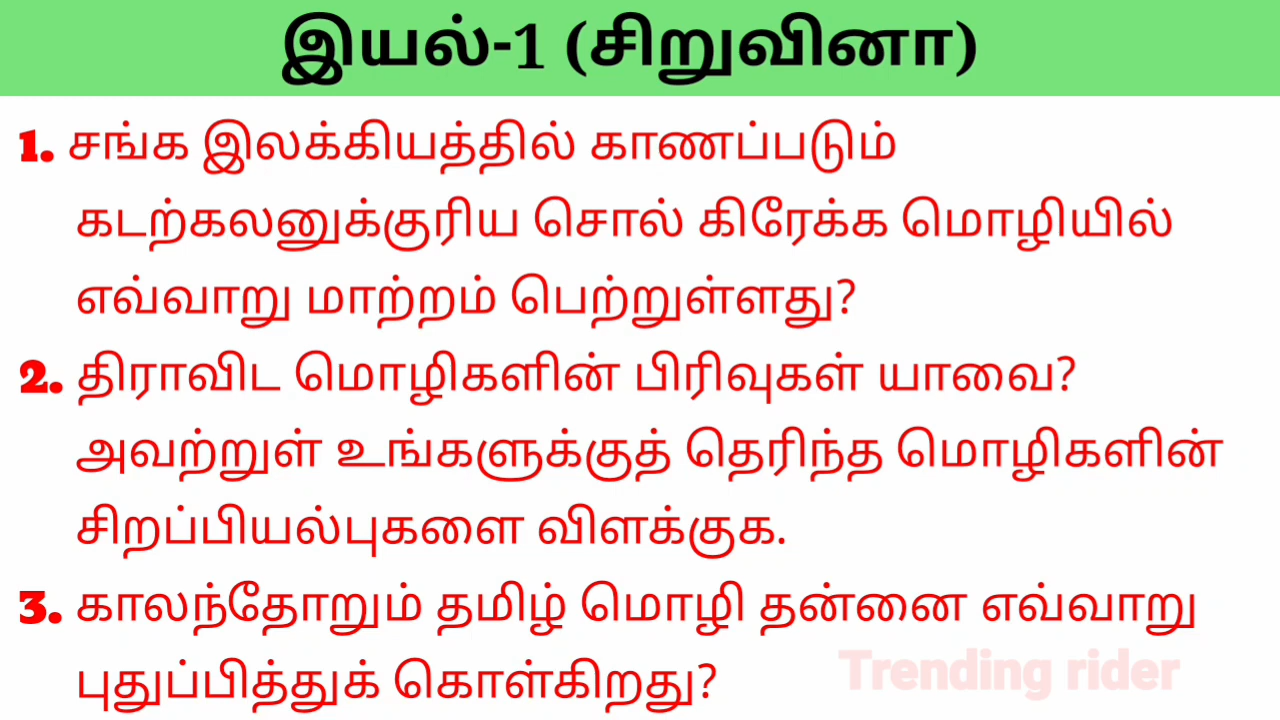 இயல்-1 (சிறுவினா)
1. சங்க இலக்கியத்தில் காணப்படும்
கடற்கலனுக்குரிய சொல் கிரேக்க மொழியில்
எவ்வாறு மாற்றம் பெற்றுள்ளது?
2. திராவிட மொழிகளின் பிரிவுகள் யாவை?
அவற்றுள் உங்களுக்குத் தெரிந்த மொழிகளின்
சிறப்பியல்புகளை விளக்குக.
3. காலந்தோறும் தமிழ் மொழி தன்னை எவ்வாறு
புதுப்பித்துக் கொள்கிறது?
Trending rider